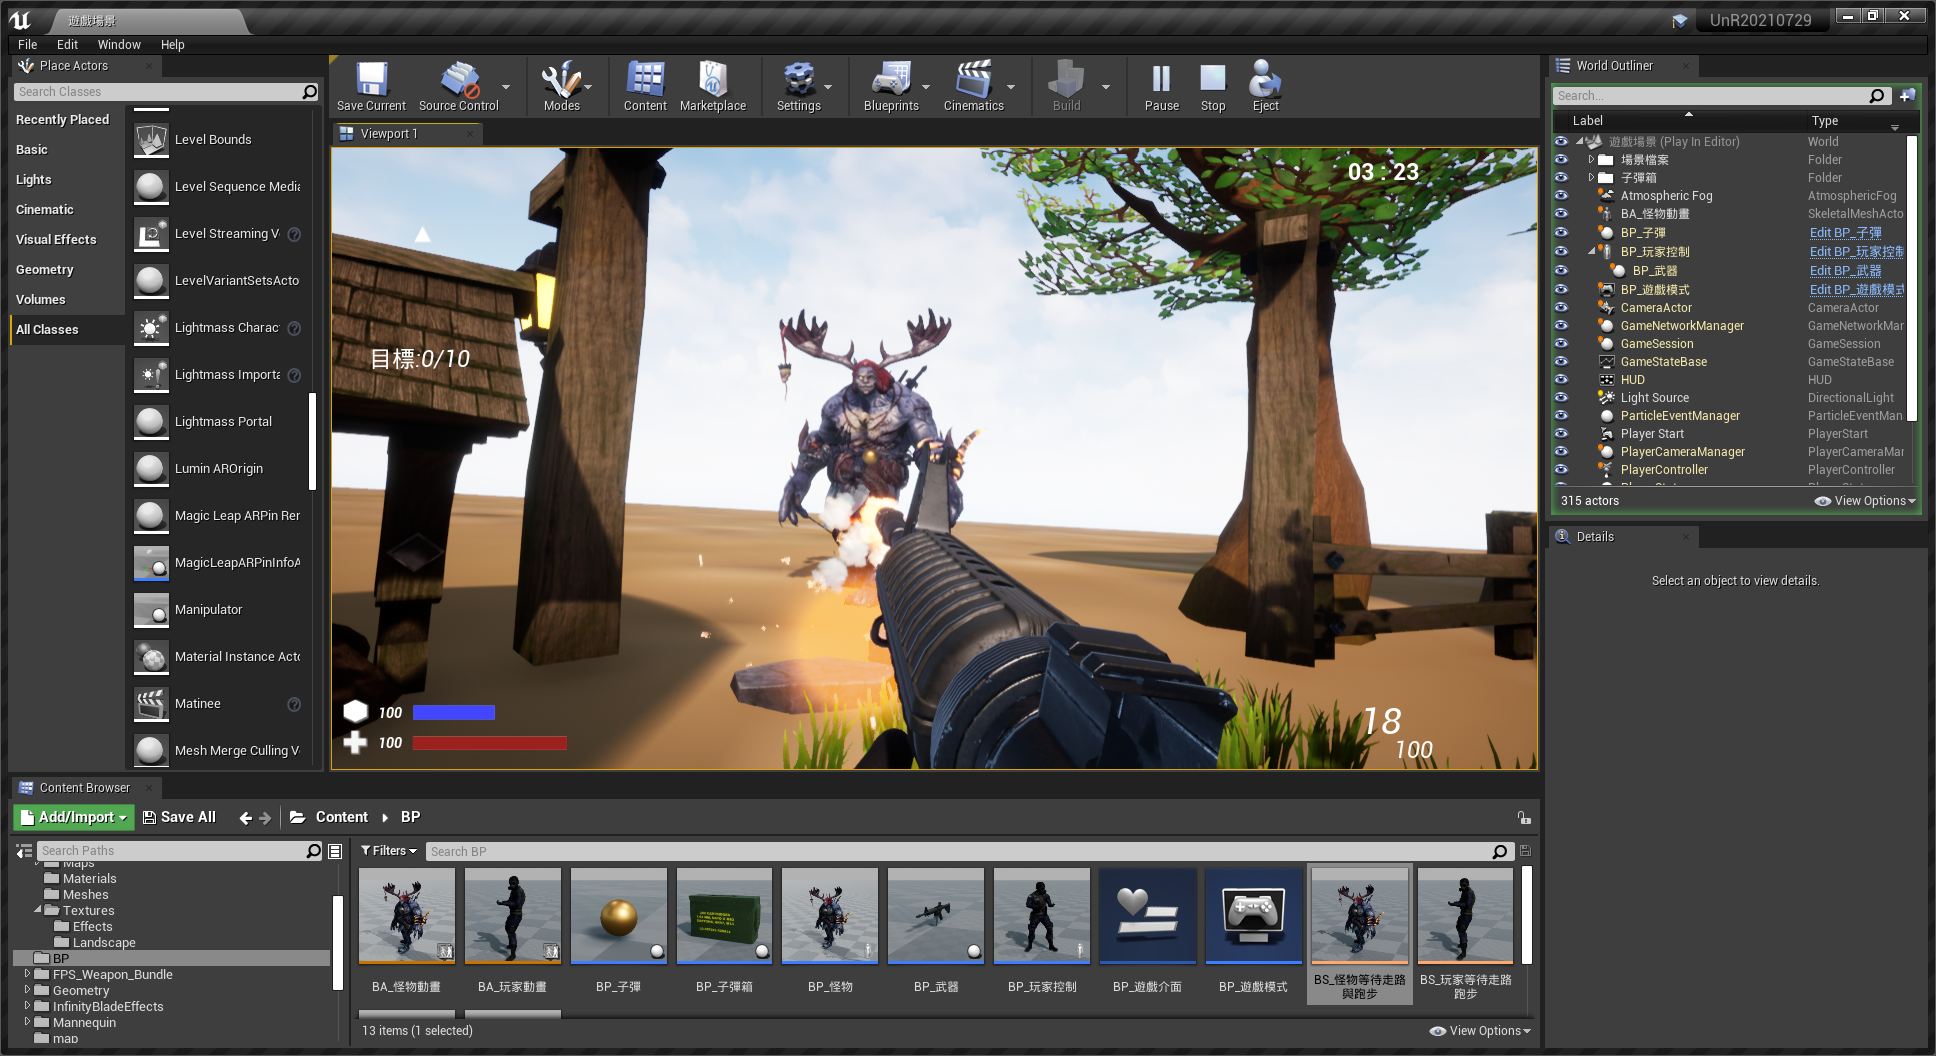 遊戲場景
UnR20210729
File Edit Window Help
Place Actors
Search Classes
Recently Placed
Basic
Lights
Cinematic
Visual Effects
Geometry
Volumes
All Classes
Level Bounds
Level Sequence Media
Level Streaming V
LevelVariantSetsActo
Lightmass Charac
Lightmass Importa
Lightmass Portal
Lumin AROrigin
Magic Leap ARPin Ren
MagicLeapARPinInfoA
Manipulator
Material Instance Acto
Matinee
Mesh Merge Culling V
Save Current
Source Control
Modes
Content
Marketplace
Settings
Blueprints
Cinematics
Build
Pause
Stop
Eject
Viewport 1
03 : 23
目標:0/10
100
100
18
100
World Outliner
Search...
Label Type
遊戲場景 (Play In Editor) World
場景檔案 Folder
子彈箱 Folder
Atmospheric Fog AtmosphericFog
BA_怪物動畫 SkeletalMeshActo
BP_子彈 Edit BP_子彈
BP_玩家控制 Edit BP_玩家控制
BP_武器 Edit BP_武器
BP_遊戲模式 Edit BP_遊戲模式
CameraActor CameraActor
GameNetworkManager GameNetworkMar
GameSession GameSession
GameStateBase GameStateBase
HUD HUD
Light Source DirectionalLight
ParticleEventManager ParticleEventMan
Player Start PlayerStart
PlayerCameraManager PlayerCameraMar
PlayerController PlayerController
315 actors View Options
Details
Select an object to view details.
Content Browser
Add/Import Save All Content BP
Search Paths
Maps
Materials
Meshes
Textures
Effects
Landscape
BP
FPS_Weapon_Bundle
Geometry
InfinityBladeEffects
Mannequin
map
Filters Search BP
BA_怪物動畫
BA_玩家動畫
BP_子彈
BP_子彈箱
BP_怪物
BP_武器
BP_玩家控制
BP_遊戲介面
BP_遊戲模式
BS_怪物等待走路
與跑步
BS_玩家等待走路
跑步
13 items (1 selected) View Options